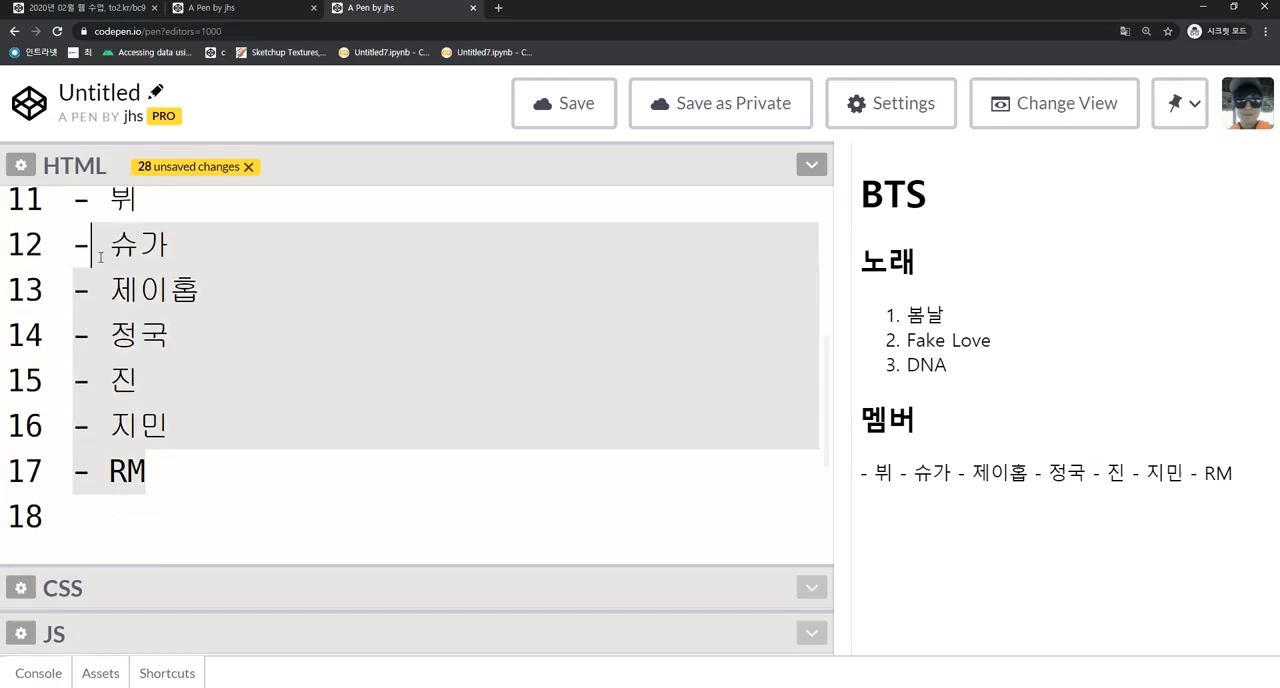 2020년 02월 웹 수업, to2.kr/bc9
A Pen by jhs
A Pen by jhs
codepen.io/pen?editors=1000
시크릿 모드
인트라넷
최
Accessing data usi...
c
Sketchup Textures,...
Untitled7.ipynb - C...
Untitled7.ipynb - C...
Untitled
A PEN BY jhs PRO
Save
Save as Private
Settings
Change View
HTML
28 unsaved changes
11 - 뷔
12 - 슈가
13 - 제이홉
14 - 정국
15 - 진
16 - 지민
17 - RM
18
CSS
JS
Console
Assets
Shortcuts
BTS
노래
1. 봄날
2. Fake Love
3. DNA
멤버
- 뷔 - 슈가 - 제이홉 - 정국 - 진 - 지민 - RM